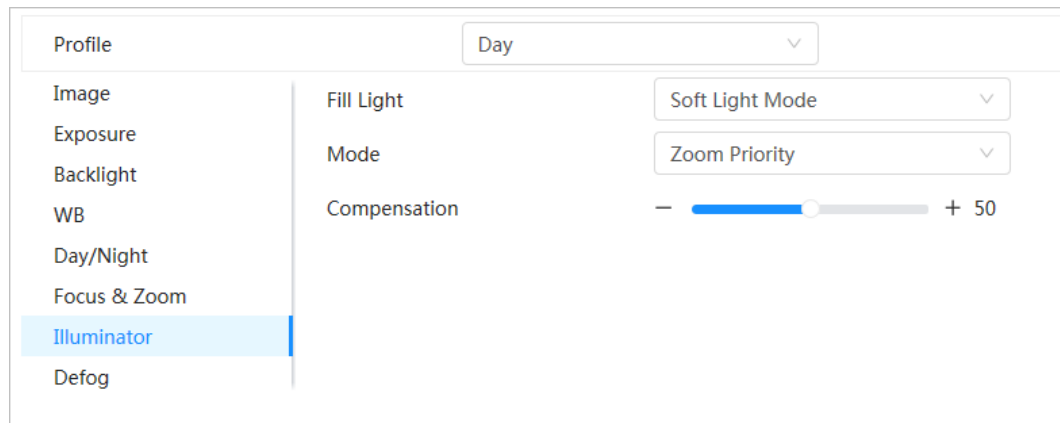 Profile Day
Image
Fill Light Soft Light Mode
Exposure
Mode Zoom Priority
Backlight
WB
Compensation − + 50
Day/Night
Focus & Zoom
Illuminator
Defog